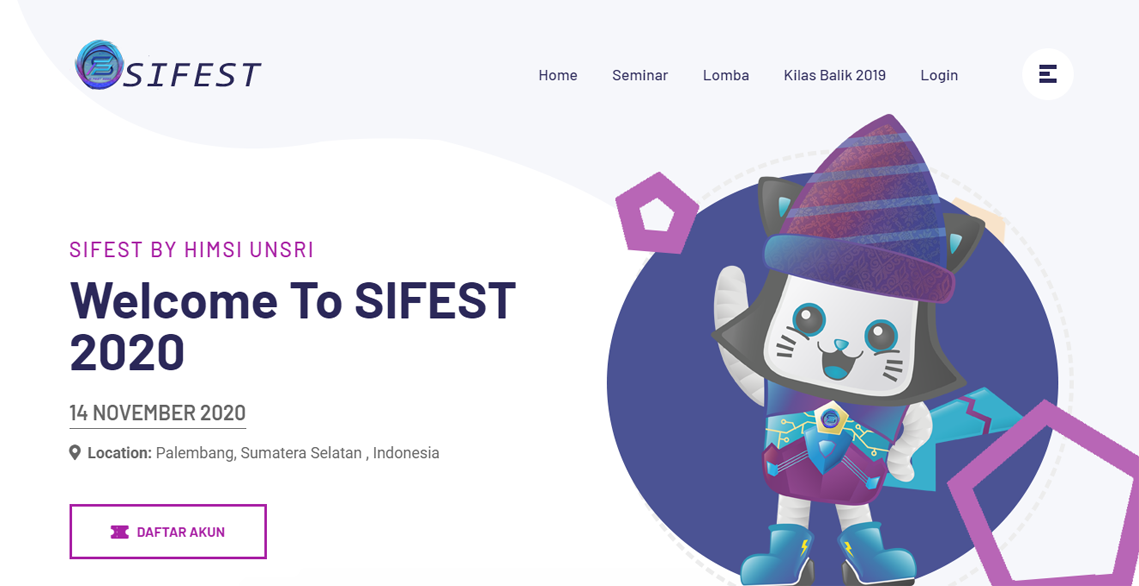 SIFEST
Home Seminar Lomba Kilas Balik 2019 Login
SIFEST BY HIMSI UNSRI
Welcome To SIFEST
2020
14 NOVEMBER 2020
Location: Palembang, Sumatera Selatan , Indonesia
DAFTAR AKUN